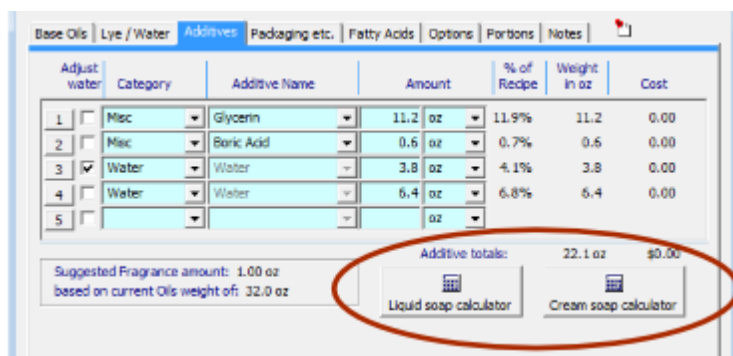 Base Oils Lye / Water Additives Packaging etc. Fatty Acids Options Portions Notes
Adjust water Category Additive Name Amount % of Recipe Weight in oz Cost
1 Misc Glycerin 11.2 oz 11.9% 11.2 0.00
2 Misc Boric Acid 0.6 oz 0.7% 0.6 0.00
3 Water Water 3.8 oz 4.1% 3.8 0.00
4 Water Water 6.4 oz 6.8% 6.4 0.00
5 oz
Additive totals: 22.1 oz $0.00
Suggested Fragrance amount: 1.00 oz
based on current Oils weight of: 32.0 oz
Liquid soap calculator Cream soap calculator